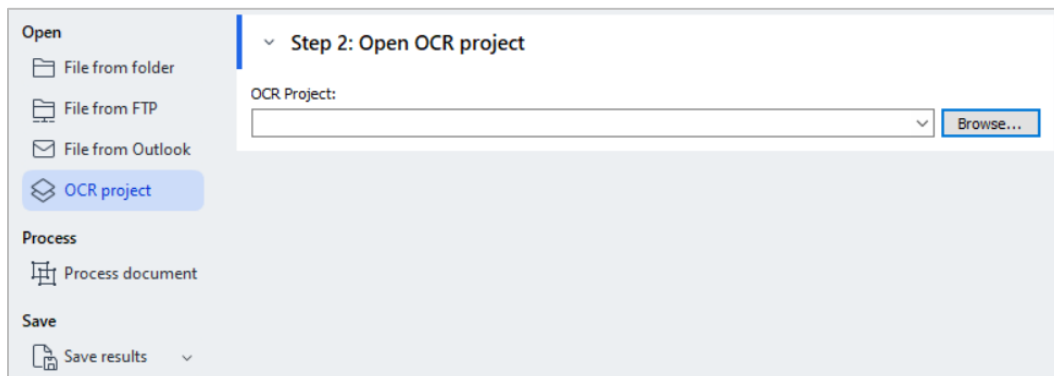 Open
File from folder
File from FTP
File from Outlook
OCR project
Process
Process document
Save
Save results
Step 2: Open OCR project
OCR Project:
Browse...